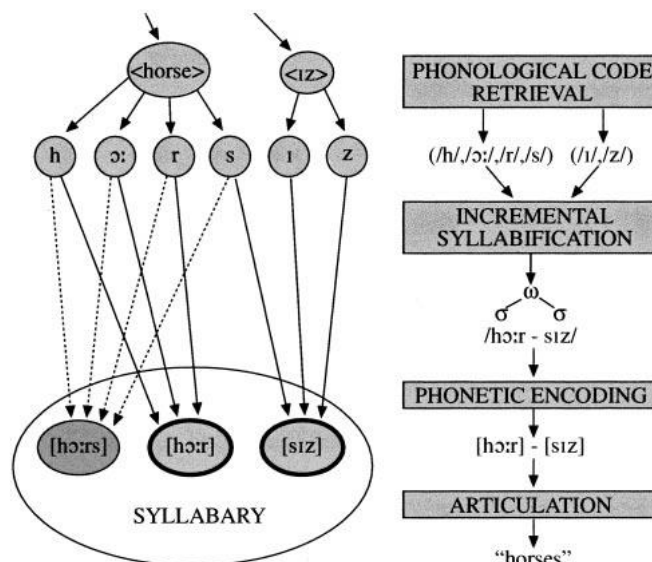 <horse>
<ɪz>
h ɔː r s ɪ z
[hɔːrs] [hɔːr] [sɪz]
SYLLABARY
PHONOLOGICAL CODE
RETRIEVAL
(/h/,/ɔː/,/r/,/s/) (/ɪ/,/z/)
INCREMENTAL
SYLLABIFICATION
ω
σ σ
/hɔːr - sɪz/
PHONETIC ENCODING
[hɔːr] - [sɪz]
ARTICULATION
“horses”